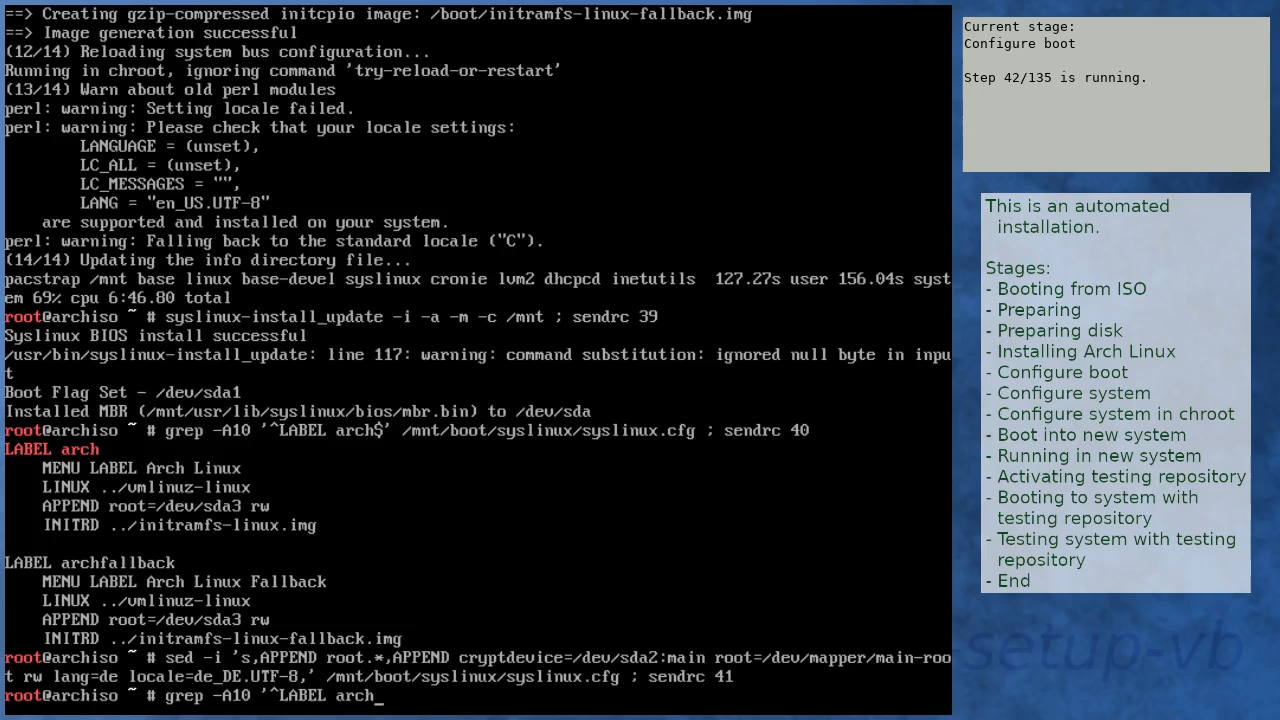 ==> Creating gzip-compressed initcpio image: /boot/initramfs-linux-fallback.img
==> Image generation successful
(12/14) Reloading system bus configuration...
Running in chroot, ignoring command 'try-reload-or-restart'
(13/14) Warn about old perl modules
perl: warning: Setting locale failed.
perl: warning: Please check that your locale settings:
        LANGUAGE = (unset),
        LC_ALL = (unset),
        LC_MESSAGES = "",
        LANG = "en_US.UTF-8"
    are supported and installed on your system.
perl: warning: Falling back to the standard locale ("C").
(14/14) Updating the info directory file...
pacstrap /mnt base linux base-devel syslinux cronie lvm2 dhcpcd inetutils  127.27s user 156.04s syst
em 69% cpu 6:46.80 total
root@archiso ~ # syslinux-install_update -i -a -m -c /mnt ; sendrc 39
Syslinux BIOS install successful
/usr/bin/syslinux-install_update: line 117: warning: command substitution: ignored null byte in inpu
t
Boot Flag Set - /dev/sda1
Installed MBR (/mnt/usr/lib/syslinux/bios/mbr.bin) to /dev/sda
root@archiso ~ # grep -A10 '^LABEL arch$' /mnt/boot/syslinux/syslinux.cfg ; sendrc 40
LABEL arch
    MENU LABEL Arch Linux
    LINUX ../vmlinuz-linux
    APPEND root=/dev/sda3 rw
    INITRD ../initramfs-linux.img

LABEL archfallback
    MENU LABEL Arch Linux Fallback
    LINUX ../vmlinuz-linux
    APPEND root=/dev/sda3 rw
    INITRD ../initramfs-linux-fallback.img
root@archiso ~ # sed -i 's,APPEND root.*,APPEND cryptdevice=/dev/sda2:main root=/dev/mapper/main-roo
t rw lang=de locale=de_DE.UTF-8,' /mnt/boot/syslinux/syslinux.cfg ; sendrc 41
root@archiso ~ # grep -A10 '^LABEL arch_
Current stage:
Configure boot

Step 42/135 is running.
This is an automated
installation.

Stages:
- Booting from ISO
- Preparing
- Preparing disk
- Installing Arch Linux
- Configure boot
- Configure system
- Configure system in chroot
- Boot into new system
- Running in new system
- Activating testing repository
- Booting to system with
testing repository
- Testing system with testing
repository
- End
setup-vb